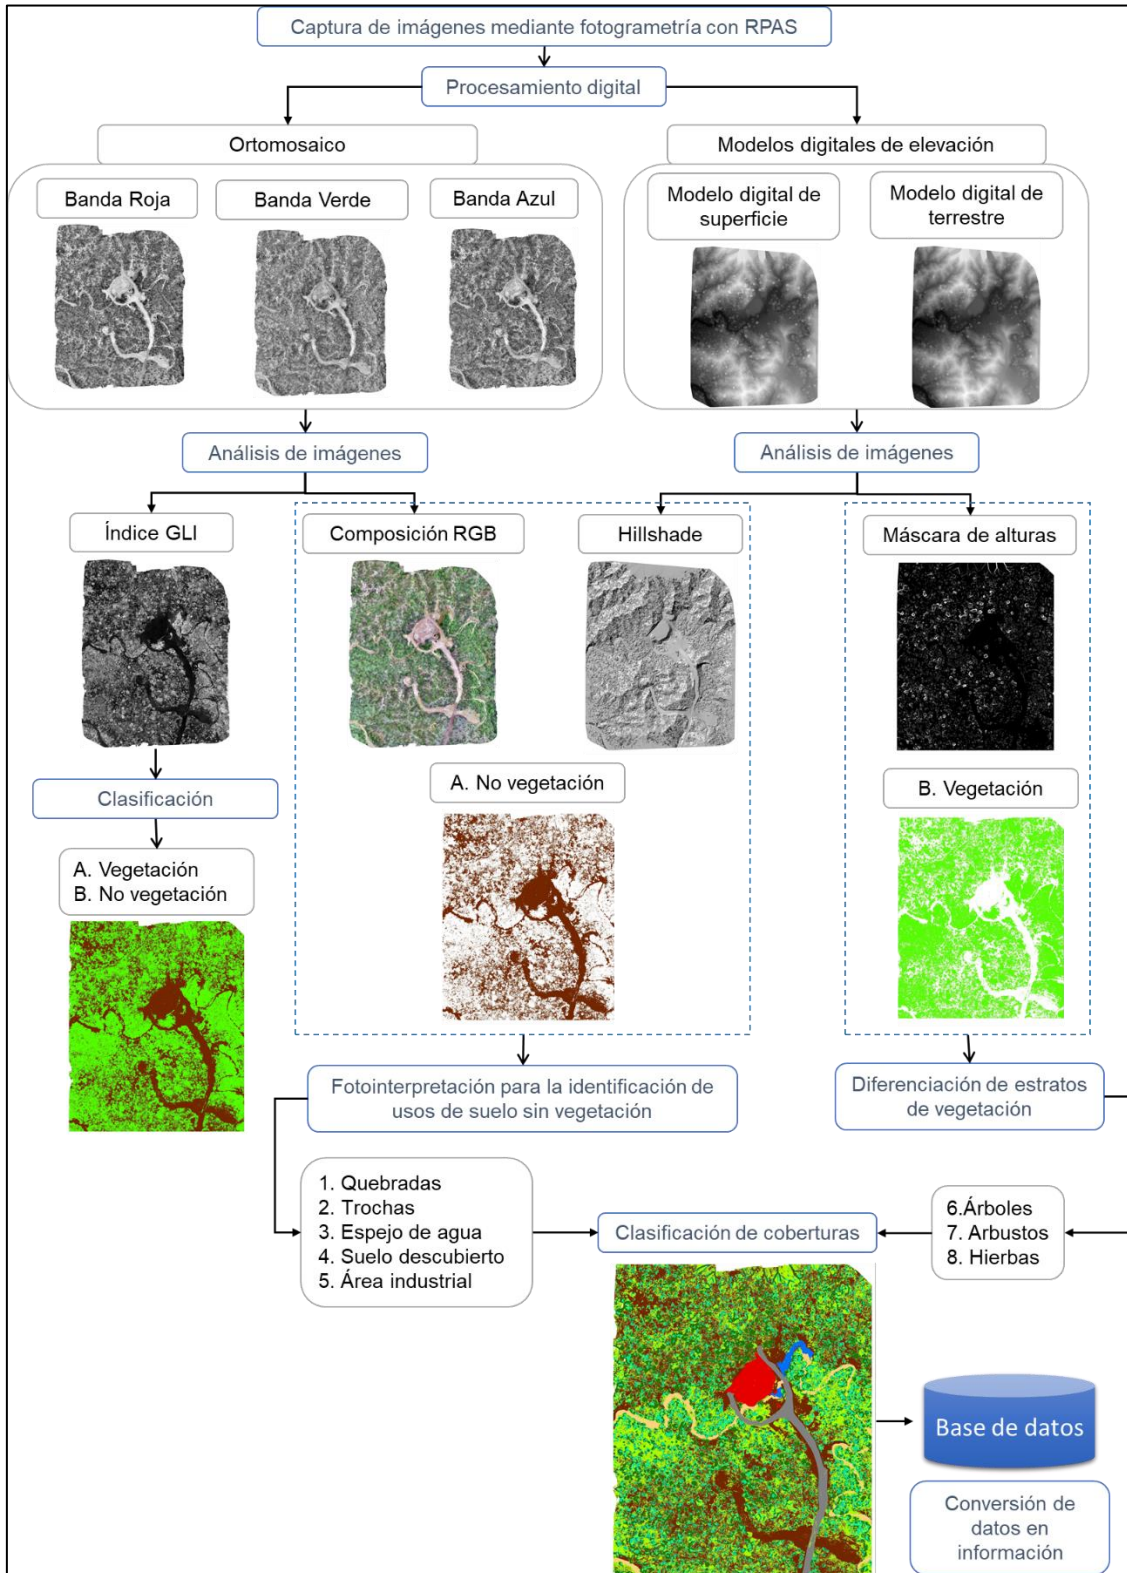 Captura de imágenes mediante fotogrametría con RPAS
Procesamiento digital
Ortomosaico
Modelos digitales de elevación
Banda Roja
Banda Verde
Banda Azul
Modelo digital de
superficie
Modelo digital de
terrestre
Análisis de imágenes
Análisis de imágenes
Índice GLI
Composición RGB
Hillshade
Máscara de alturas
A. No vegetación
B. Vegetación
Clasificación
A. Vegetación
B. No vegetación
Fotointerpretación para la identificación de
usos de suelo sin vegetación
Diferenciación de estratos
de vegetación
1. Quebradas
2. Trochas
3. Espejo de agua
4. Suelo descubierto
5. Área industrial
Clasificación de coberturas
6.Árboles
7. Arbustos
8. Hierbas
Base de datos
Conversión de
datos en
información